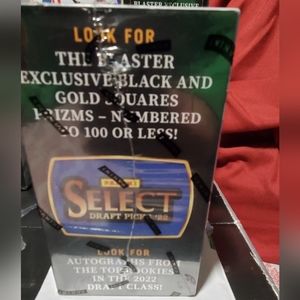 BLASTER EXCLUSIVE
LOOK FOR
THE BLASTER
EXCLUSIVE BLACK AND
GOLD SQUARES
PRIZMS – NUMBERED
TO 100 OR LESS!
PANINI
SELECT
DRAFT PICKS '22
LOOK FOR
AUTOGRAPHS FROM
THE TOP ROOKIES
IN THE 2022
DRAFT CLASS!